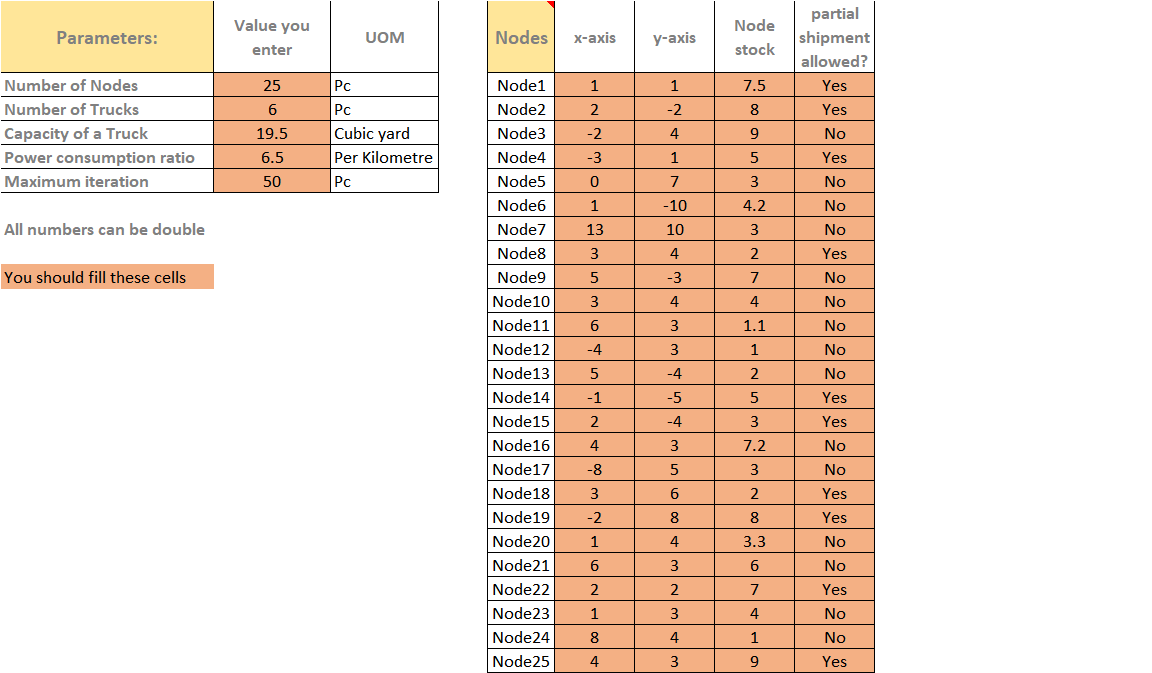 Parameters: Value you enter UOM
Number of Nodes 25 Pc
Number of Trucks 6 Pc
Capacity of a Truck 19.5 Cubic yard
Power consumption ratio 6.5 Per Kilometre
Maximum iteration 50 Pc
All numbers can be double
You should fill these cells
Nodes x-axis y-axis Node stock partial shipment allowed?
Node1 1 1 7.5 Yes
Node2 2 -2 8 Yes
Node3 -2 4 9 No
Node4 -3 1 5 Yes
Node5 0 7 3 No
Node6 1 -10 4.2 No
Node7 13 10 3 No
Node8 3 4 2 Yes
Node9 5 -3 7 No
Node10 3 4 4 No
Node11 6 3 1.1 No
Node12 -4 3 1 No
Node13 5 -4 2 No
Node14 -1 -5 5 Yes
Node15 2 -4 3 Yes
Node16 4 3 7.2 No
Node17 -8 5 3 No
Node18 3 6 2 Yes
Node19 -2 8 8 Yes
Node20 1 4 3.3 No
Node21 6 3 6 No
Node22 2 2 7 Yes
Node23 1 3 4 No
Node24 8 4 1 No
Node25 4 3 9 Yes